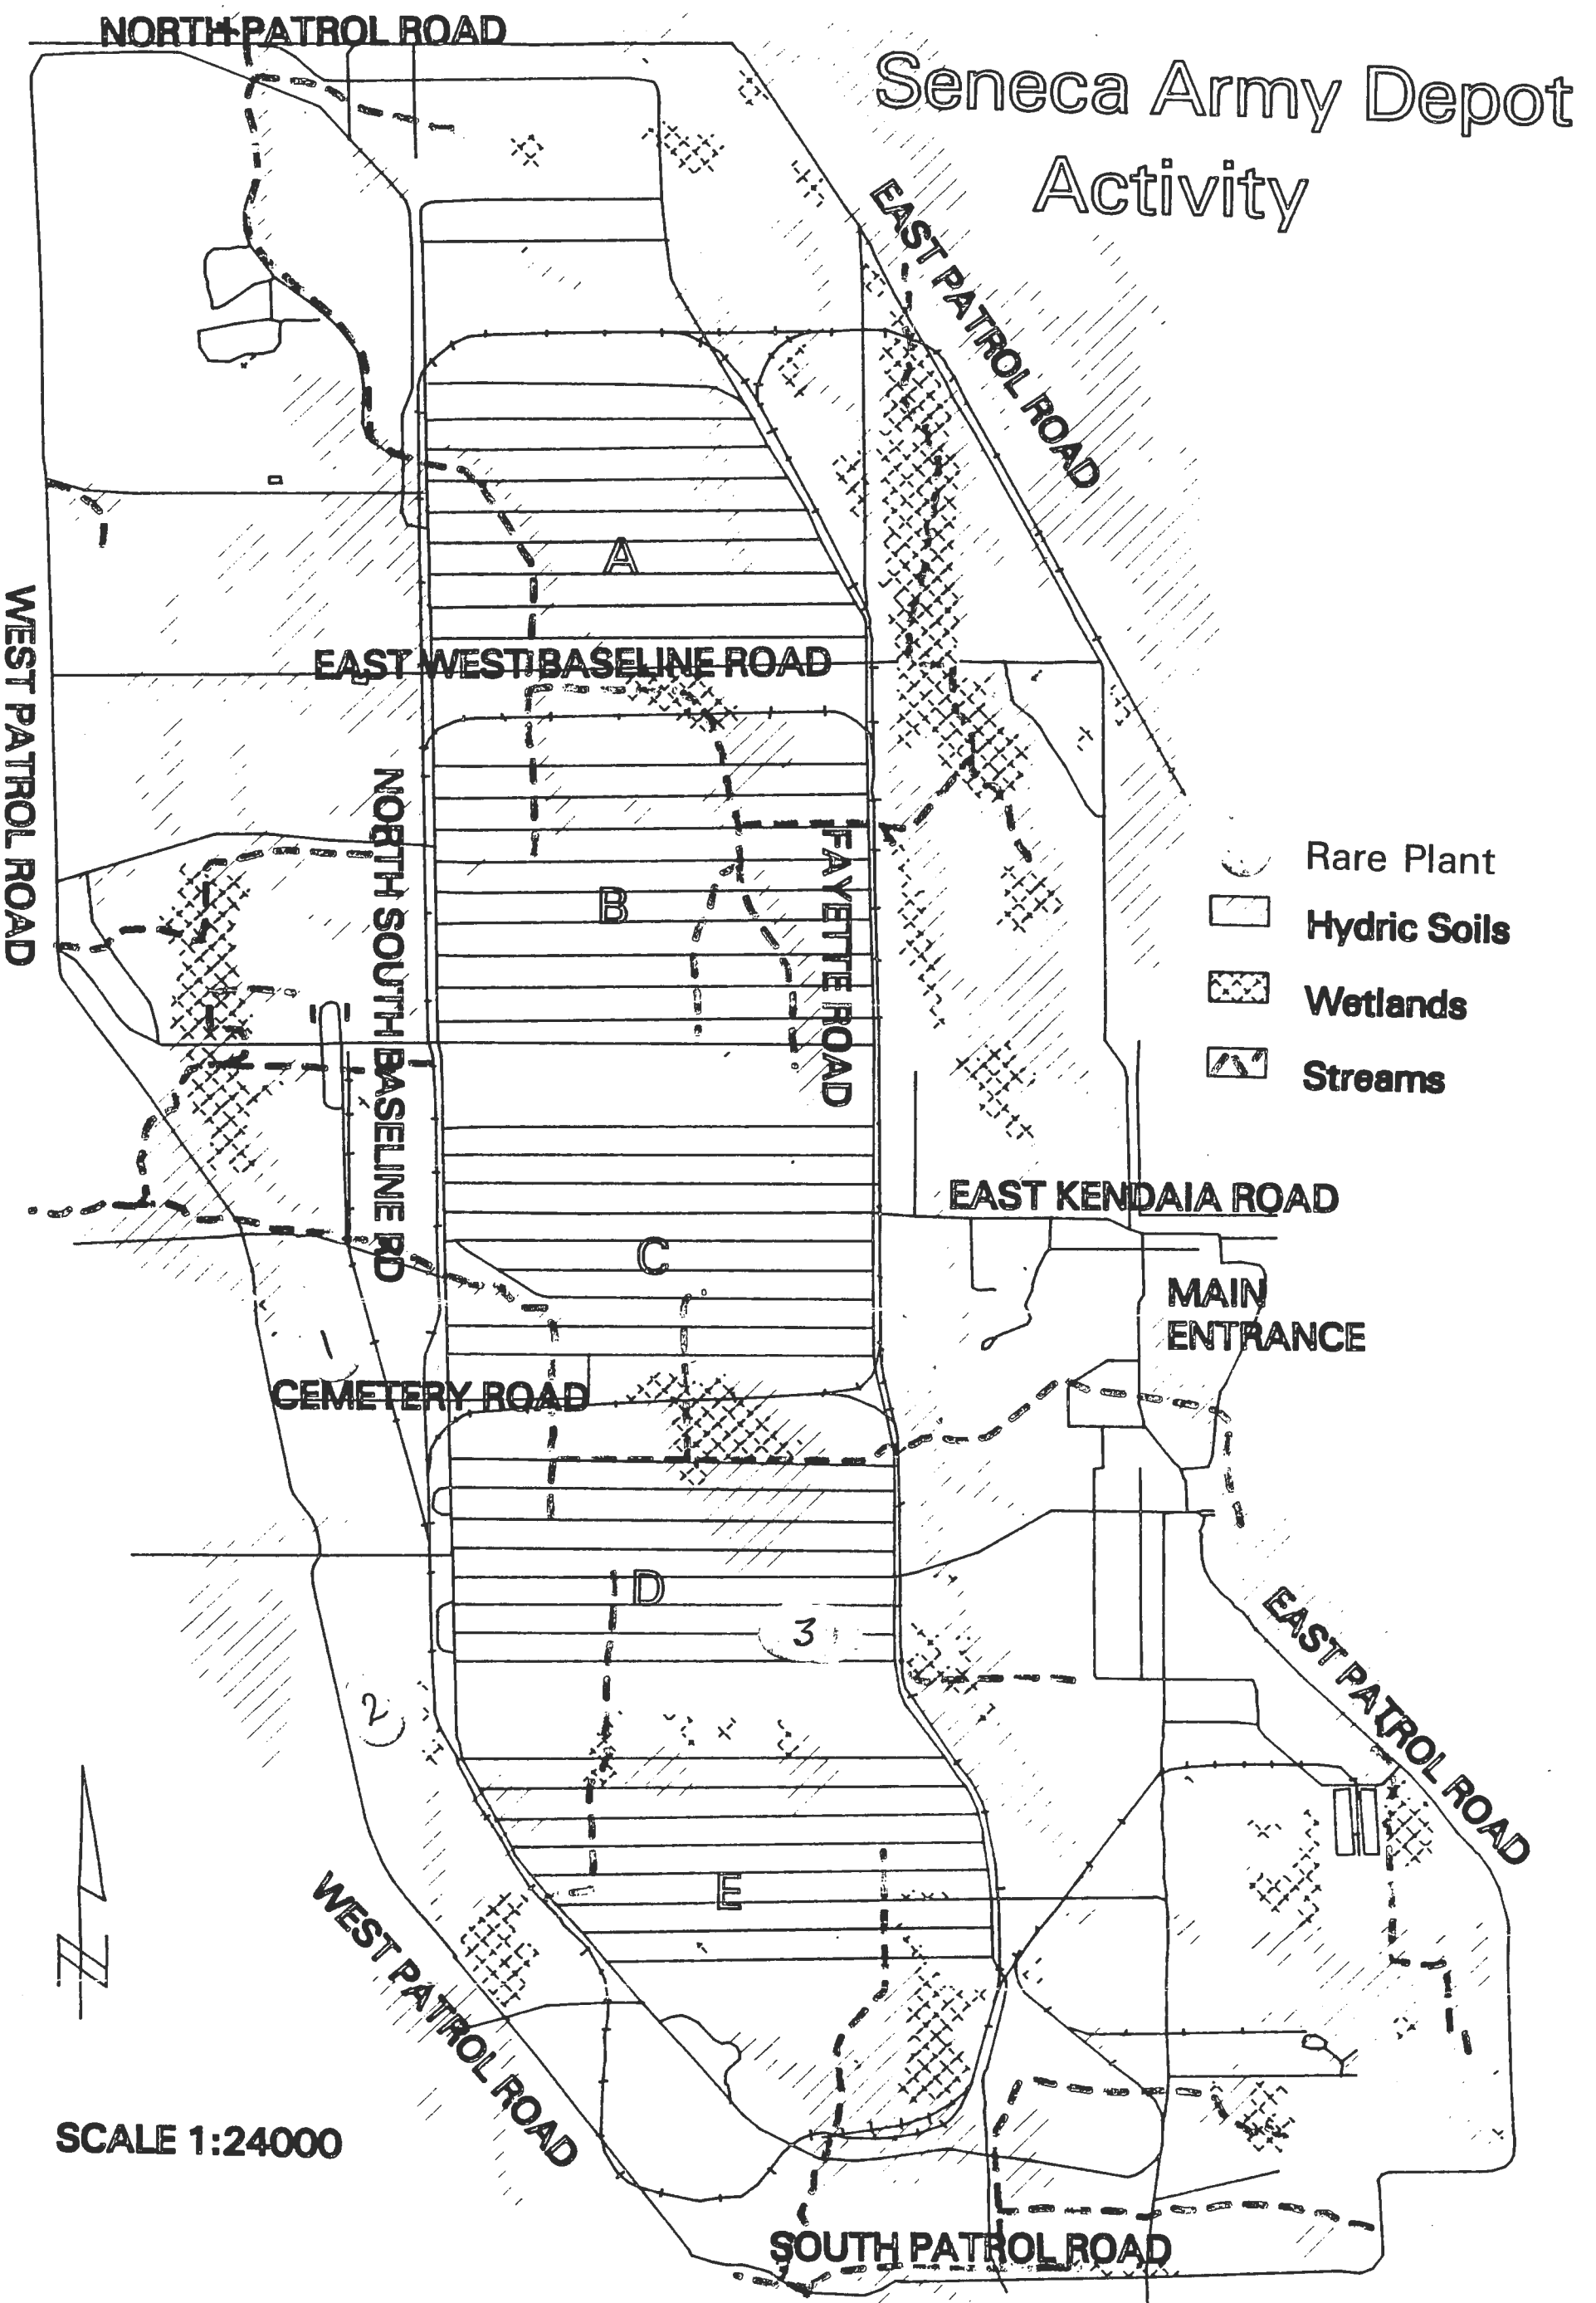 NORTH PATROL ROAD
Seneca Army Depot
Activity
EAST PATROL ROAD
A
WEST PATROL ROAD
EAST WEST BASELINE ROAD
NORTH SOUTH BASELINE RD
B
FAYETTE ROAD
Rare Plant
Hydric Soils
Wetlands
Streams
EAST KENDAIA ROAD
C
MAIN
ENTRANCE
CEMETERY ROAD
D
3
EAST PATROL ROAD
2
E
WEST PATROL ROAD
N
SCALE 1:24000
SOUTH PATROL ROAD